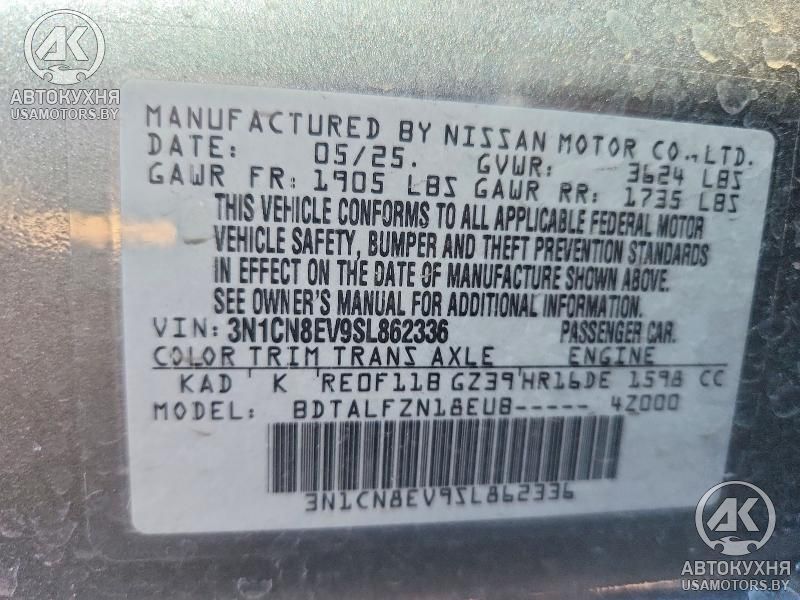 AK
АВТОКУХНЯ
USAMOTORS.BY
MANUFACTURED BY NISSAN MOTOR CO.,LTD.
DATE: 05/25. GVWR: 3624 LBS
GAWR FR: 1905 LBS GAWR RR: 1735 LBS
THIS VEHICLE CONFORMS TO ALL APPLICABLE FEDERAL MOTOR
VEHICLE SAFETY, BUMPER AND THEFT PREVENTION STANDARDS
IN EFFECT ON THE DATE OF MANUFACTURE SHOWN ABOVE.
SEE OWNER'S MANUAL FOR ADDITIONAL INFORMATION.
VIN: 3N1CN8EV9SL862336 PASSENGER CAR.
COLOR TRIM TRANS AXLE ENGINE
KAD K RE0F11B GZ39 HR16DE 1598 CC
MODEL: BDTALFZN18EUB----- 4Z000
3N1CN8EV9SL862336
AK
АВТОКУХНЯ
USAMOTORS.BY